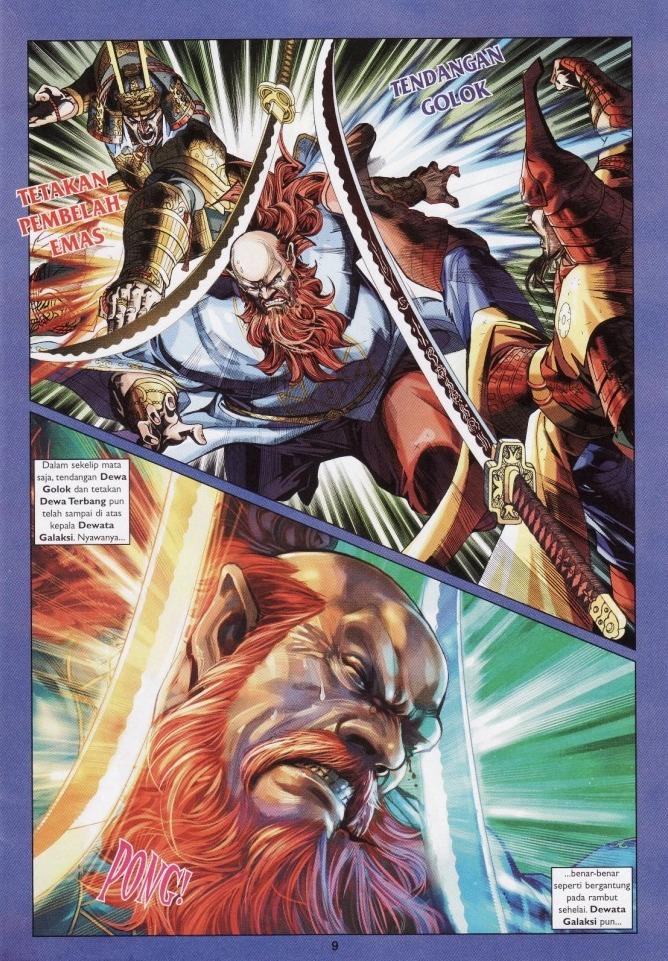 TENDANGAN
GOLOK
TETAKAN
PEMBELAH
EMAS
Dalam sekelip mata
saja, tendangan Dewa
Golok dan tetakan
Dewa Terbang pun
telah sampai di atas
kepala Dewata
Galaksi. Nyawanya...
PONG!
...benar-benar
seperti bergantung
pada rambut
sehelai. Dewata
Galaksi pun...
9